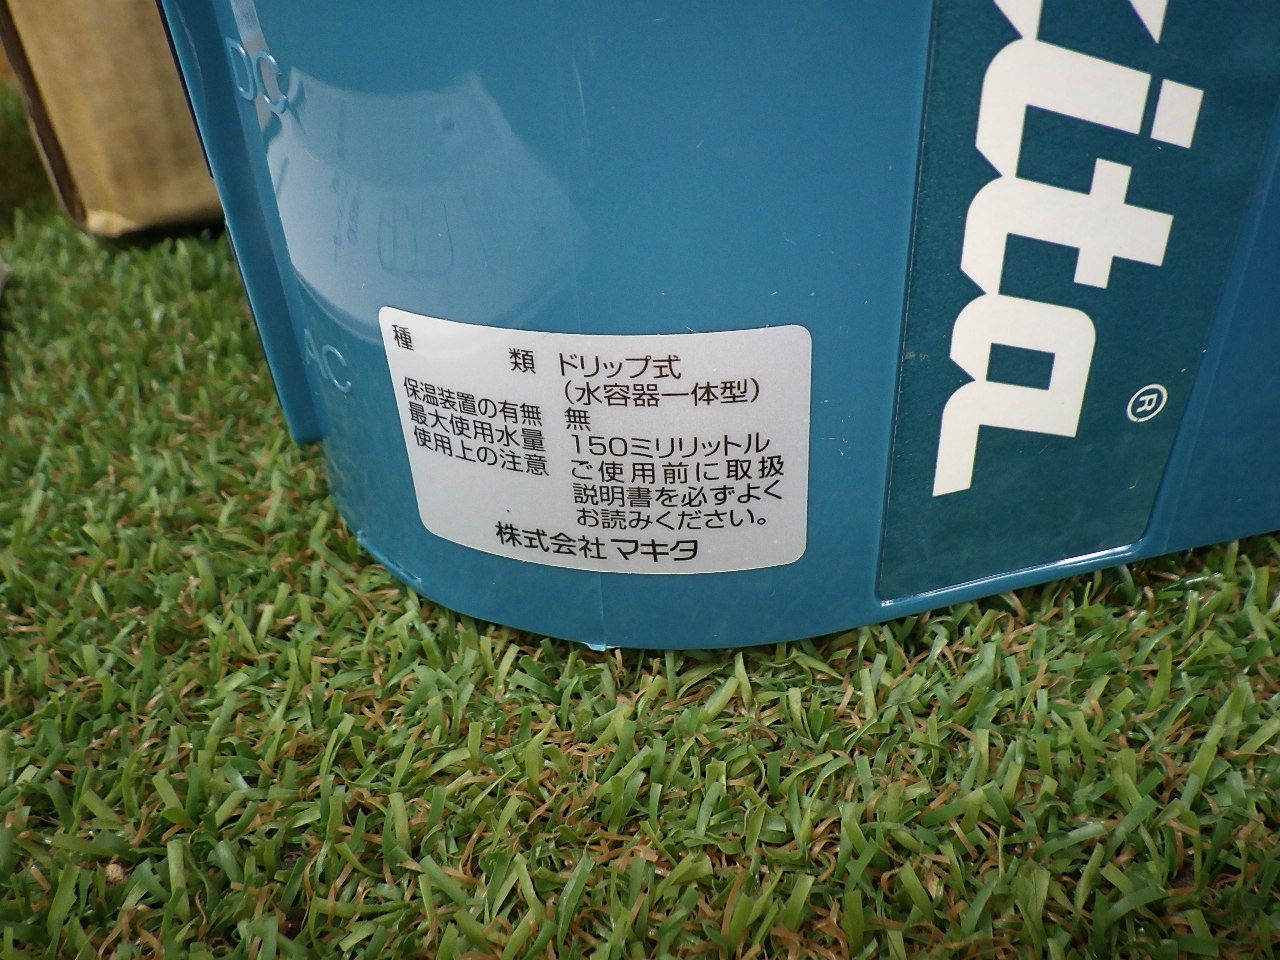 DC
AC
種 類 ドリップ式
(水容器一体型)
保温装置の有無 無
最大使用水量 150ミリリットル
使用上の注意 ご使用前に取扱
説明書を必ずよく
お読みください。
株式会社マキタ
kita®